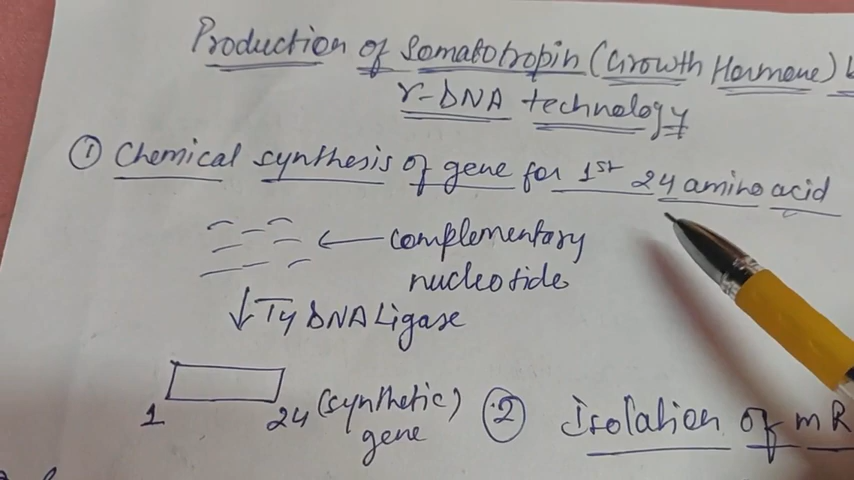 Production of Somatotropin (Growth Hormone)
r-DNA technology
① Chemical synthesis of gene for 1st 24 amino acid
complementary
nucleotide
T4 DNA Ligase
1 24 (synthetic)
gene
② isolation of mR